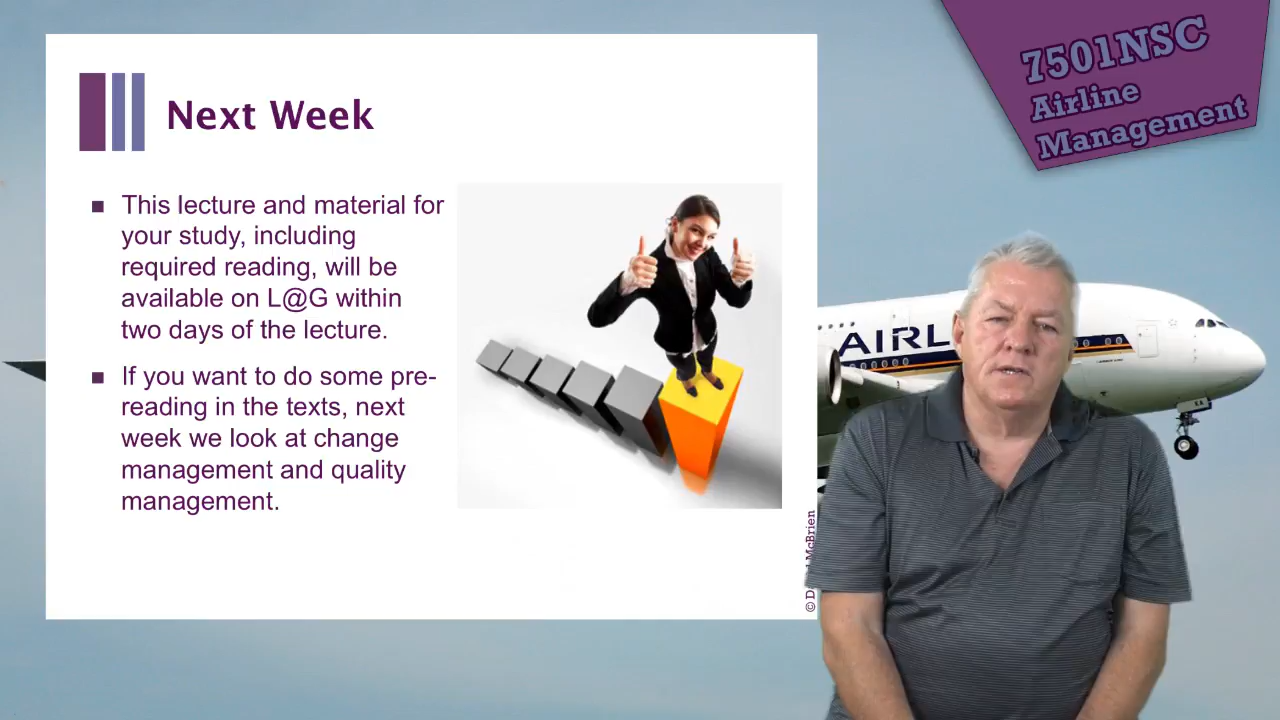 7501NSC
Airline
Management
Next Week
This lecture and material for
your study, including
required reading, will be
available on L@G within
two days of the lecture.
If you want to do some pre-
reading in the texts, next
week we look at change
management and quality
management.
AIRL
McBrien